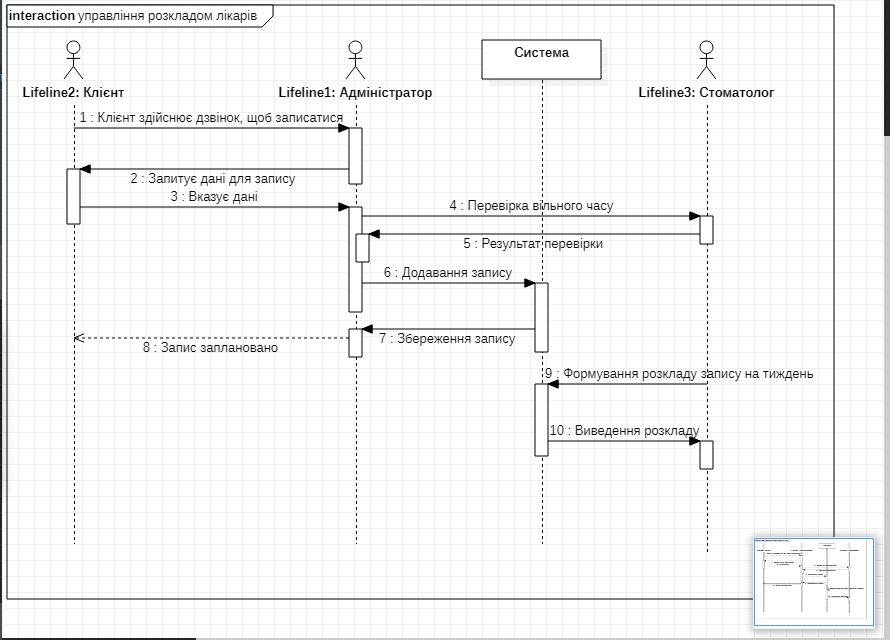 interaction управління розкладом лікарів
Система
Lifeline2: Клієнт
Lifeline1: Адміністратор
Lifeline3: Стоматолог
1 : Клієнт здійснює дзвінок, щоб записатися
2 : Запитує дані для запису
3 : Вказує дані
4 : Перевірка вільного часу
5 : Результат перевірки
6 : Додавання запису
7 : Збереження запису
8 : Запис заплановано
9 : Формування розкладу запису на тиждень
10 : Виведення розкладу